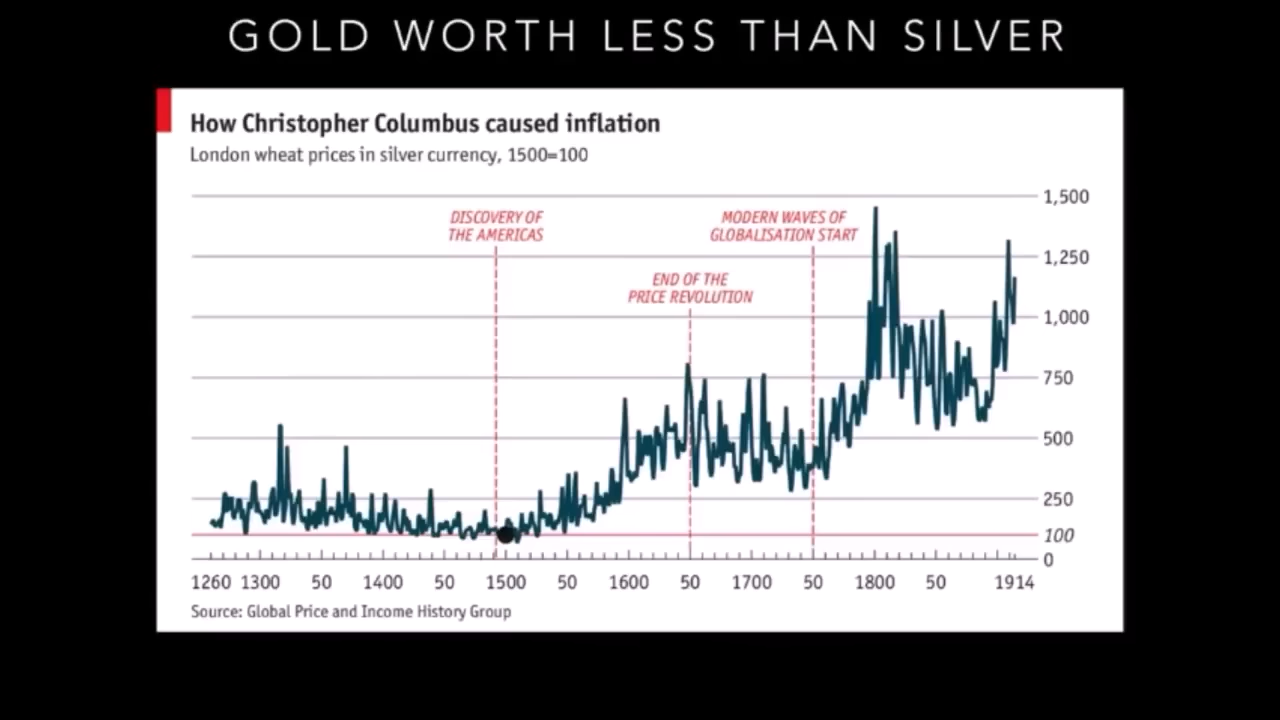 GOLD WORTH LESS THAN SILVER
How Christopher Columbus caused inflation
London wheat prices in silver currency, 1500=100
DISCOVERY OF
THE AMERICAS
END OF THE
PRICE REVOLUTION
MODERN WAVES OF
GLOBALISATION START
1,500
1,250
1,000
750
500
250
100
0
1260 1300 50 1400 50 1500 50 1600 50 1700 50 1800 50 1914
Source: Global Price and Income History Group